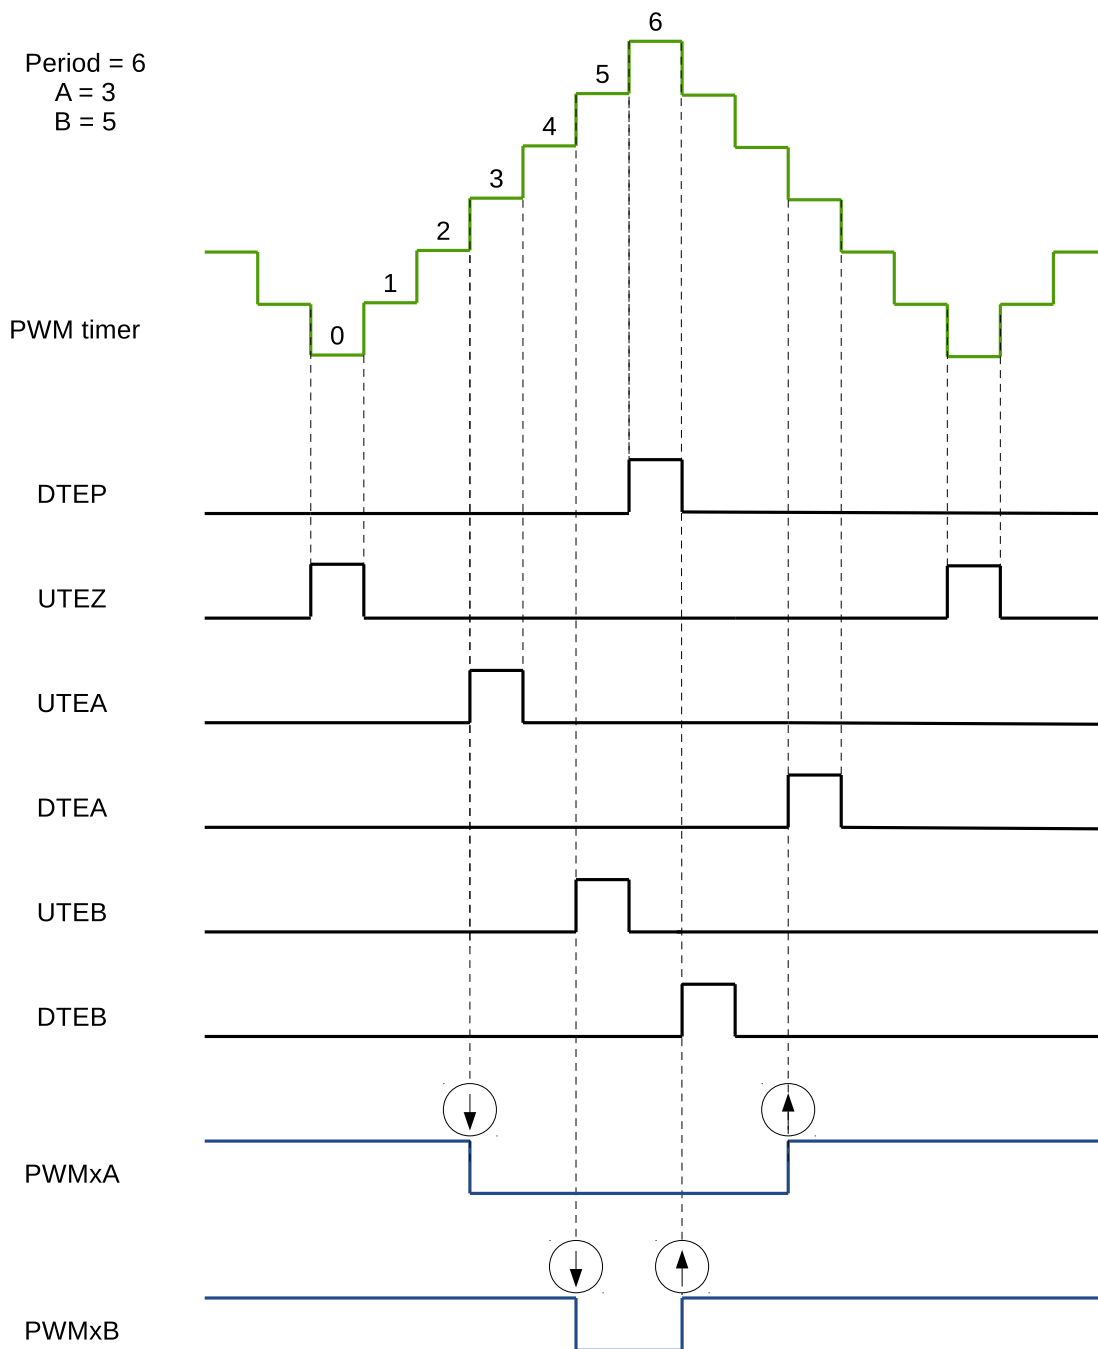 6
Period = 6
A = 3
B = 5
5
4
3
2
1
0
PWM timer
DTEP
UTEZ
UTEA
DTEA
UTEB
DTEB
PWMxA
PWMxB